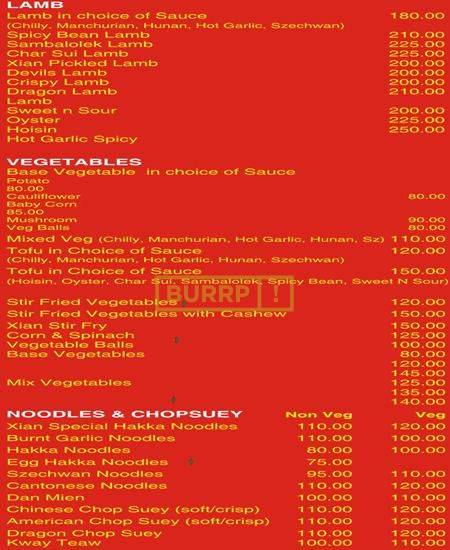 LAMB
Lamb in choice of Sauce 180.00
(Chilly, Manchurian, Hunan, Hot Garlic, Szechwan)
Spicy Bean Lamb 210.00
Sambalolek Lamb 225.00
Char Sui Lamb 225.00
Xian Pickled Lamb 200.00
Devils Lamb 200.00
Crispy Lamb 200.00
Dragon Lamb 210.00
Lamb
Sweet n Sour 200.00
Oyster 225.00
Hoisin 250.00
Hot Garlic Spicy
VEGETABLES
Base Vegetable in choice of Sauce
Potato
80.00
Cauliflower 80.00
Baby Corn
85.00
Mushroom 90.00
Veg Balls 80.00
Mixed Veg (Chilly, Manchurian, Hot Garlic, Hunan, Sz) 110.00
Tofu in Choice of Sauce 120.00
(Chilly, Manchurian, Hot Garlic, Hunan, Szechwan)
Tofu in Choice of Sauce 150.00
(Hoisin, Oyster, Char Sui, Sambalolek, Spicy Bean, Sweet N Sour)
BURRP!
Stir Fried Vegetables 120.00
Stir Fried Vegetables with Cashew 150.00
Xian Stir Fry 150.00
Corn & Spinach 125.00
Vegetable Balls 100.00
Base Vegetables 80.00
120.00
145.00
Mix Vegetables 125.00
135.00
140.00
NOODLES & CHOPSUEY Non Veg Veg
Xian Special Hakka Noodles 110.00 120.00
Burnt Garlic Noodles 110.00 100.00
Hakka Noodles 80.00 100.00
Egg Hakka Noodles 75.00
Szechwan Noodles 95.00 110.00
Cantonese Noodles 110.00 120.00
Dan Mien 100.00 110.00
Chinese Chop Suey (soft/crisp) 110.00 120.00
American Chop Suey (soft/crisp) 110.00 120.00
Dragon Chop Suey 110.00 120.00
Kway Teaw 100.00 110.00